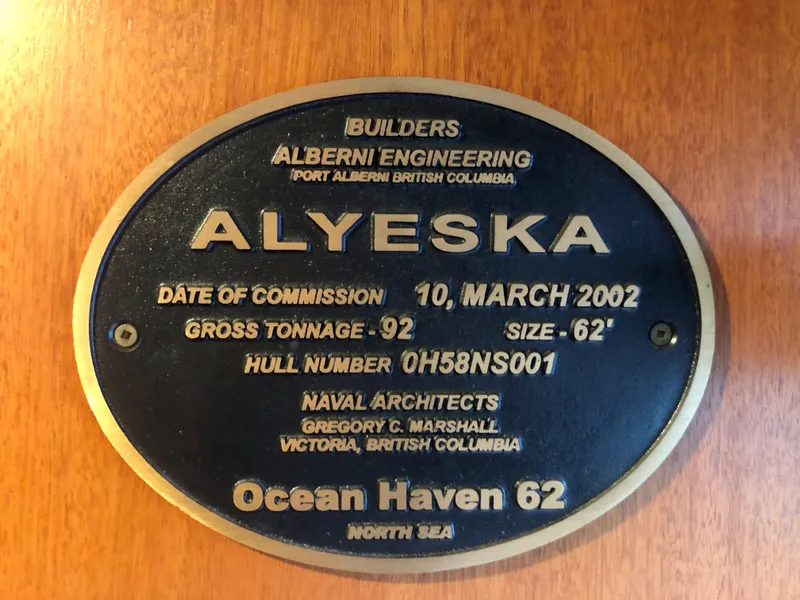 BUILDERS
ALBERNI ENGINEERING
PORT ALBERNI BRITISH COLUMBIA
ALYESKA
DATE OF COMMISSION 10, MARCH 2002
GROSS TONNAGE - 92 SIZE - 62'
HULL NUMBER 0H58NS001
NAVAL ARCHITECTS
GREGORY C. MARSHALL
VICTORIA, BRITISH COLUMBIA
Ocean Haven 62
NORTH SEA